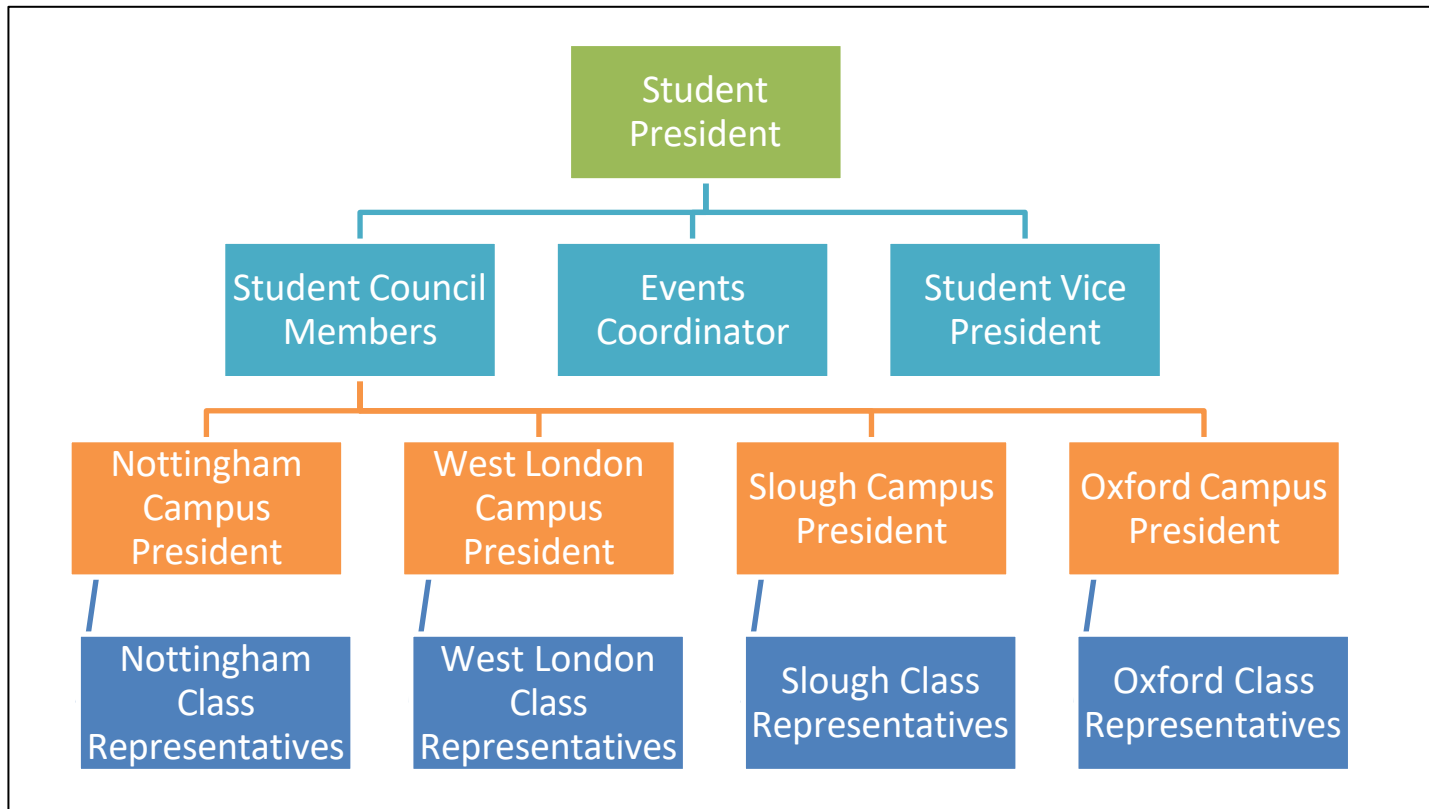 Student
President
Student Council
Members
Events
Coordinator
Student Vice
President
Nottingham
Campus
President
West London
Campus
President
Slough Campus
President
Oxford Campus
President
Nottingham
Class
Representatives
West London
Class
Representatives
Slough Class
Representatives
Oxford Class
Representatives